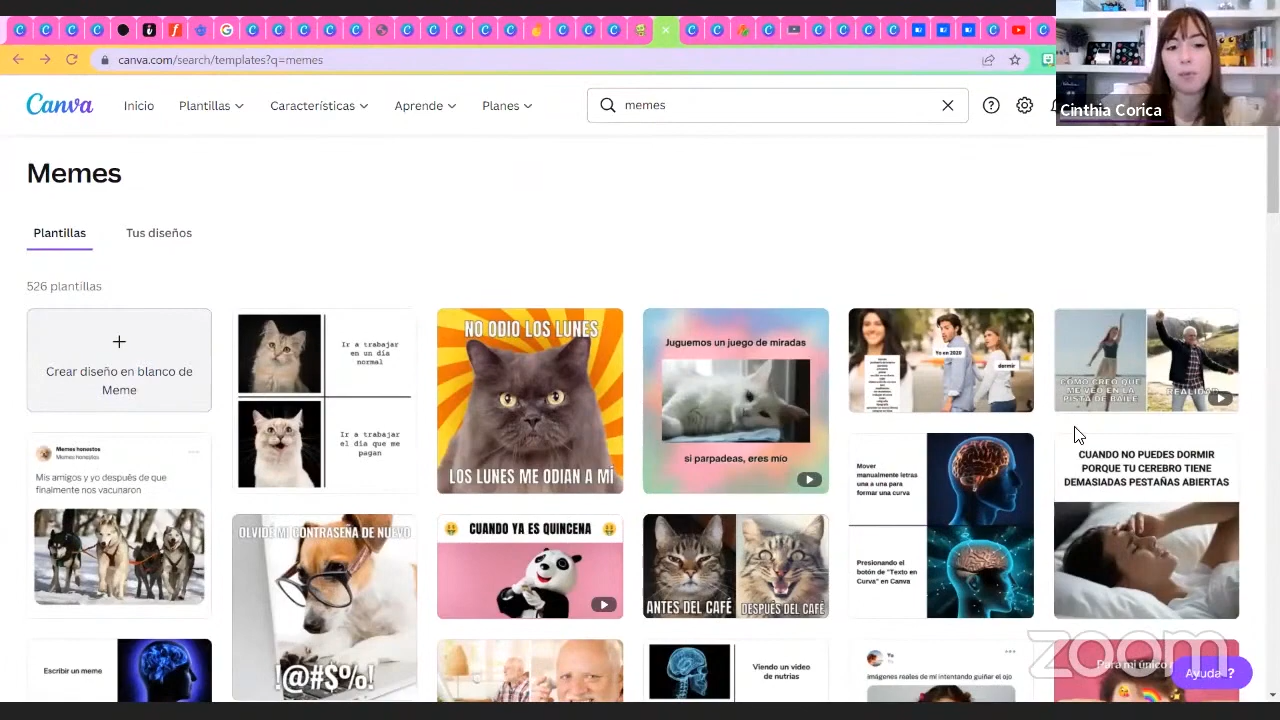 canva.com/search/templates?q=memes
Cinthia Corica
Canva
Inicio
Plantillas
Características
Aprende
Planes
memes
Memes
Plantillas
Tus diseños
526 plantillas
+
Crear diseño en blanco
Meme
Ir a trabajar
en un día
normal
Ir a trabajar
el día que me
pagan
NO ODIO LOS LUNES
LOS LUNES ME ODIAN A MÍ
Juguemos un juego de miradas
si parpadeas, eres mío
Yo en 2020
dormir
CÓMO CREO QUE
ME VEO EN LA
PISTA DE BAILE
REALIDAD
Memes honestos
Memes honestos
Mis amigos y yo después de que
finalmente nos vacunaron
OLVIDÉ MI CONTRASEÑA DE NUEVO
!@#$%!
CUANDO YA ES QUINCENA
ANTES DEL CAFÉ
DESPUÉS DEL CAFÉ
Mover
manualmente letras
una a una para
formar una curva
Presionando el
botón de "Texto en
Curva" en Canva
CUANDO NO PUEDES DORMIR
PORQUE TU CEREBRO TIENE
DEMASIADAS PESTAÑAS ABIERTAS
Escribir un meme
Viendo un video
de nutrias
Yo
imágenes reales de mí intentando guiñar el ojo
Para mi único
zoom
Ayuda ?